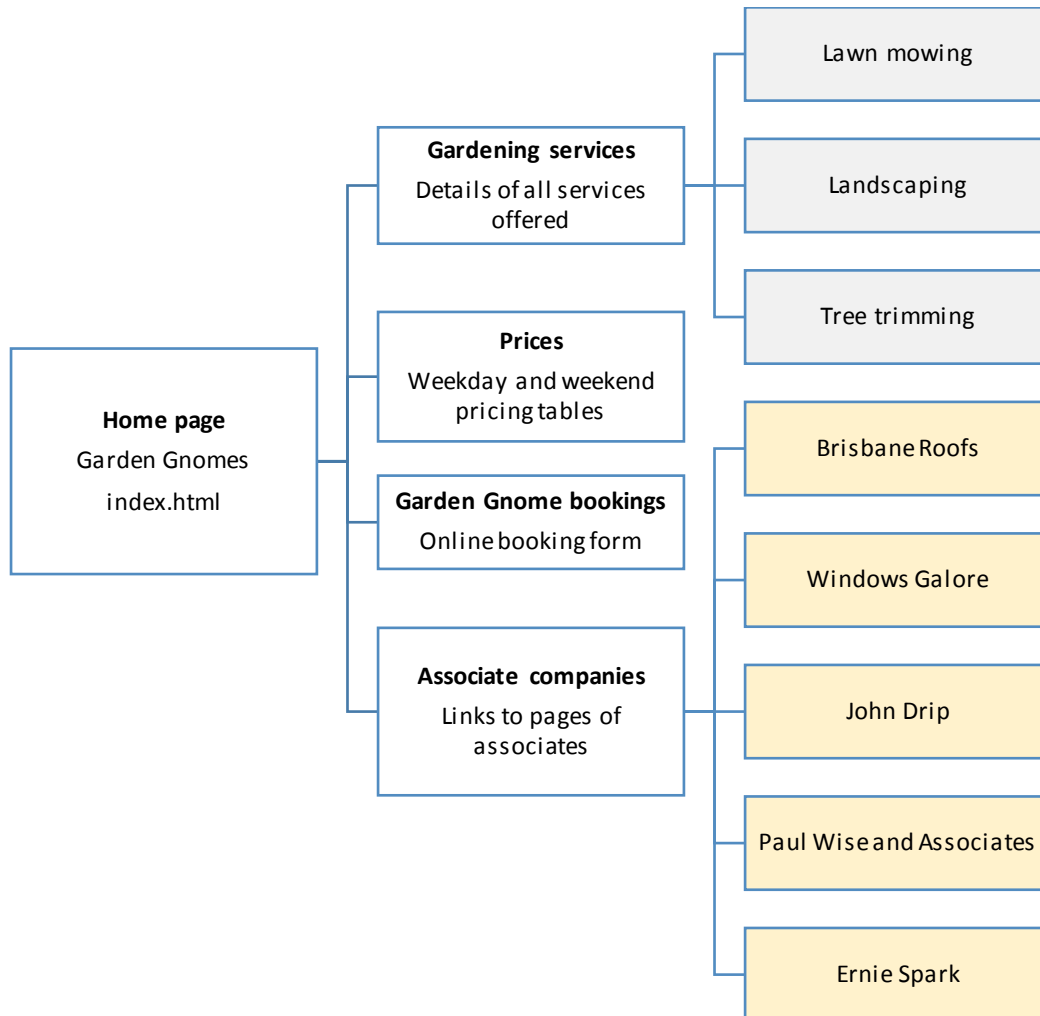 Home page
Garden Gnomes
index.html
Gardening services
Details of all services
offered
Prices
Weekday and weekend
pricing tables
Garden Gnome bookings
Online booking form
Associate companies
Links to pages of
associates
Lawn mowing
Landscaping
Tree trimming
Brisbane Roofs
Windows Galore
John Drip
Paul Wise and Associates
Ernie Spark